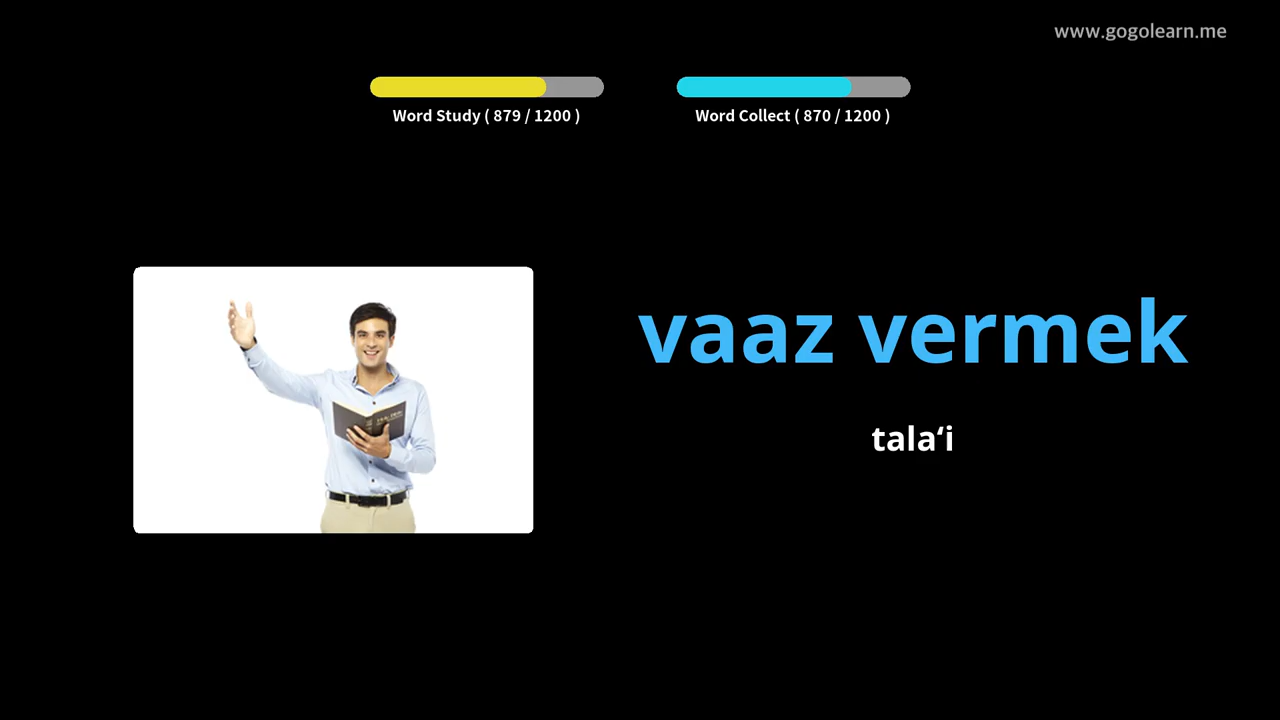 www.gogolearn.me
Word Study ( 879 / 1200 )
Word Collect ( 870 / 1200 )
vaaz vermek
tala‘i